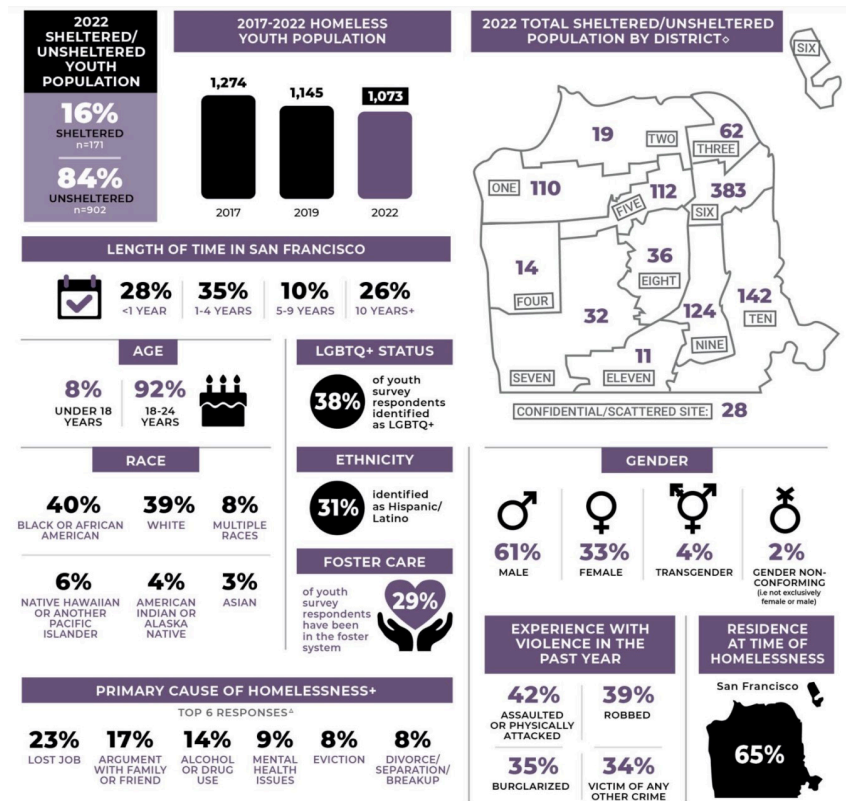 2022
SHELTERED/
UNSHELTERED
YOUTH
POPULATION
16%
SHELTERED
n=171
84%
UNSHELTERED
n=902
2017-2022 HOMELESS
YOUTH POPULATION
1,274
1,145
1,073
2017
2019
2022
2022 TOTAL SHELTERED/UNSHELTERED
POPULATION BY DISTRICT◊
SIX
19
TWO
62
THREE
ONE
110
FIVE
112
383
SIX
14
FOUR
36
EIGHT
32
124
NINE
142
TEN
SEVEN
11
ELEVEN
CONFIDENTIAL/SCATTERED SITE: 28
LENGTH OF TIME IN SAN FRANCISCO
28%
<1 YEAR
35%
1-4 YEARS
10%
5-9 YEARS
26%
10 YEARS+
AGE
8%
UNDER 18
YEARS
92%
18-24
YEARS
LGBTQ+ STATUS
38%
of youth
survey
respondents
identified
as LGBTQ+
RACE
40%
BLACK OR AFRICAN
AMERICAN
39%
WHITE
8%
MULTIPLE
RACES
6%
NATIVE HAWAIIAN
OR ANOTHER
PACIFIC
ISLANDER
4%
AMERICAN
INDIAN OR
ALASKA
NATIVE
3%
ASIAN
ETHNICITY
31%
identified
as Hispanic/
Latino
FOSTER CARE
of youth
survey
respondents
have been
in the foster
system
29%
GENDER
61%
MALE
33%
FEMALE
4%
TRANSGENDER
2%
GENDER NON-
CONFORMING
(i.e not exclusively
female or male)
PRIMARY CAUSE OF HOMELESSNESS+
TOP 6 RESPONSES△
23%
LOST JOB
17%
ARGUMENT
WITH FAMILY
OR FRIEND
14%
ALCOHOL
OR DRUG
USE
9%
MENTAL
HEALTH
ISSUES
8%
EVICTION
8%
DIVORCE/
SEPARATION/
BREAKUP
EXPERIENCE WITH
VIOLENCE IN THE
PAST YEAR
42%
ASSAULTED
OR PHYSICALLY
ATTACKED
39%
ROBBED
35%
BURGLARIZED
34%
VICTIM OF ANY
OTHER CRIME
RESIDENCE
AT TIME OF
HOMELESSNESS
San Francisco
65%